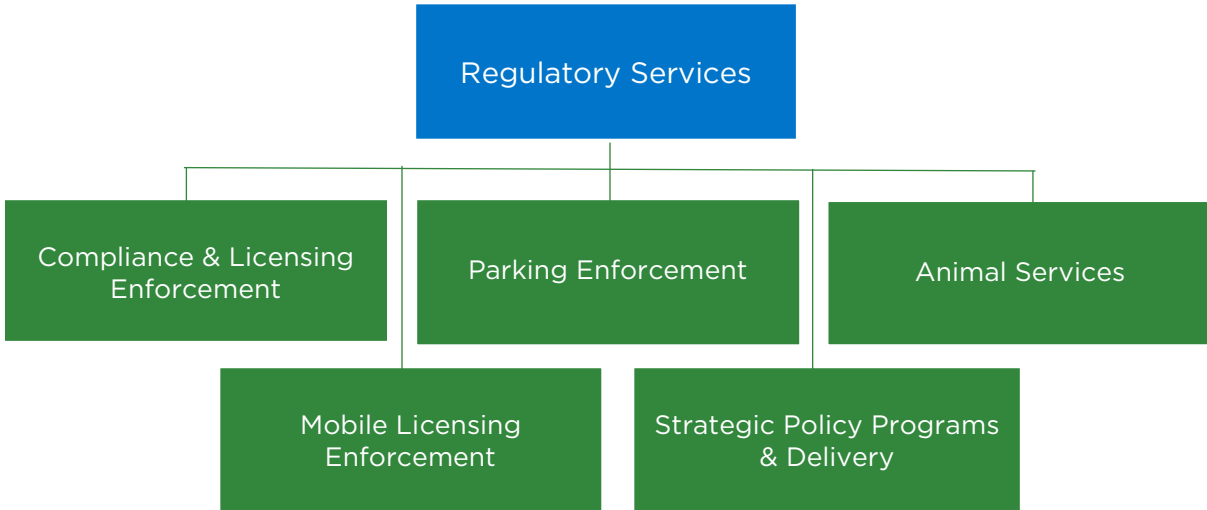 Regulatory Services
Compliance & Licensing
Enforcement
Parking Enforcement
Animal Services
Mobile Licensing
Enforcement
Strategic Policy Programs
& Delivery